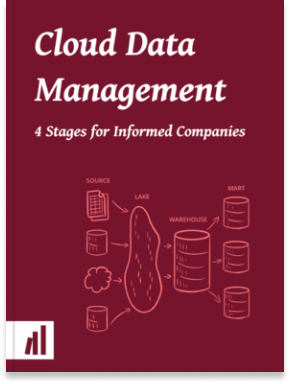 Cloud Data
Management
4 Stages for Informed Companies
SOURCE
LAKE
WAREHOUSE
MART